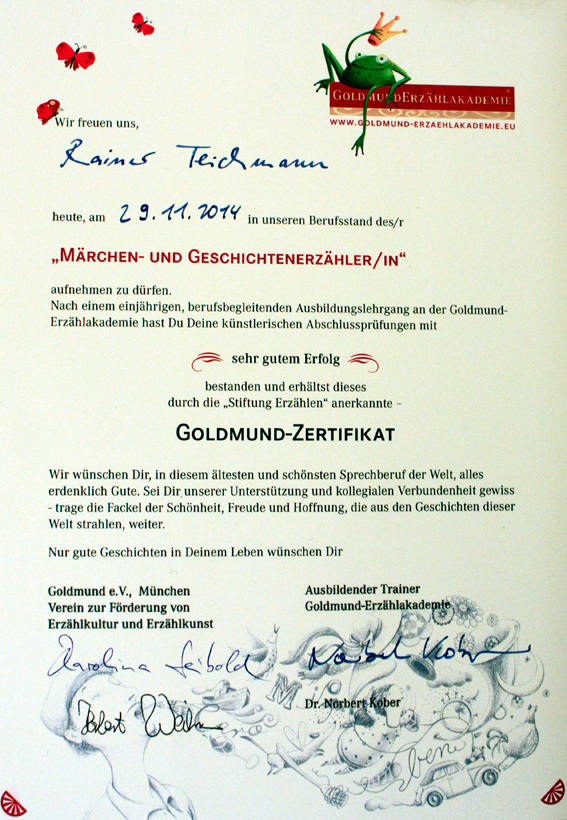 GOLDMUNDERZÄHLAKADEMIE
WWW.GOLDMUND-ERZAEHLAKADEMIE.EU
Wir freuen uns,
Rainer Teichmann
heute, am 29.11.2014 in unseren Berufsstand des/r
„MÄRCHEN- UND GESCHICHTENERZÄHLER/IN“
aufnehmen zu dürfen.
Nach einem einjährigen, berufsbegleitenden Ausbildungslehrgang an der Goldmund-
Erzählakademie hast Du Deine künstlerischen Abschlussprüfungen mit
sehr gutem Erfolg
bestanden und erhältst dieses
durch die „Stiftung Erzählen“ anerkannte –
GOLDMUND-ZERTIFIKAT
Wir wünschen Dir, in diesem ältesten und schönsten Sprechberuf der Welt, alles
erdenklich Gute. Sei Dir unserer Unterstützung und kollegialen Verbundenheit gewiss
- trage die Fackel der Schönheit, Freude und Hoffnung, die aus den Geschichten dieser
Welt strahlen, weiter.
Nur gute Geschichten in Deinem Leben wünschen Dir
Goldmund e.V., München
Verein zur Förderung von
Erzählkultur und Erzählkunst
Ausbildender Trainer
Goldmund-Erzählakademie
Karolina Seibold
Norbert Kober
Dr. Norbert Kober